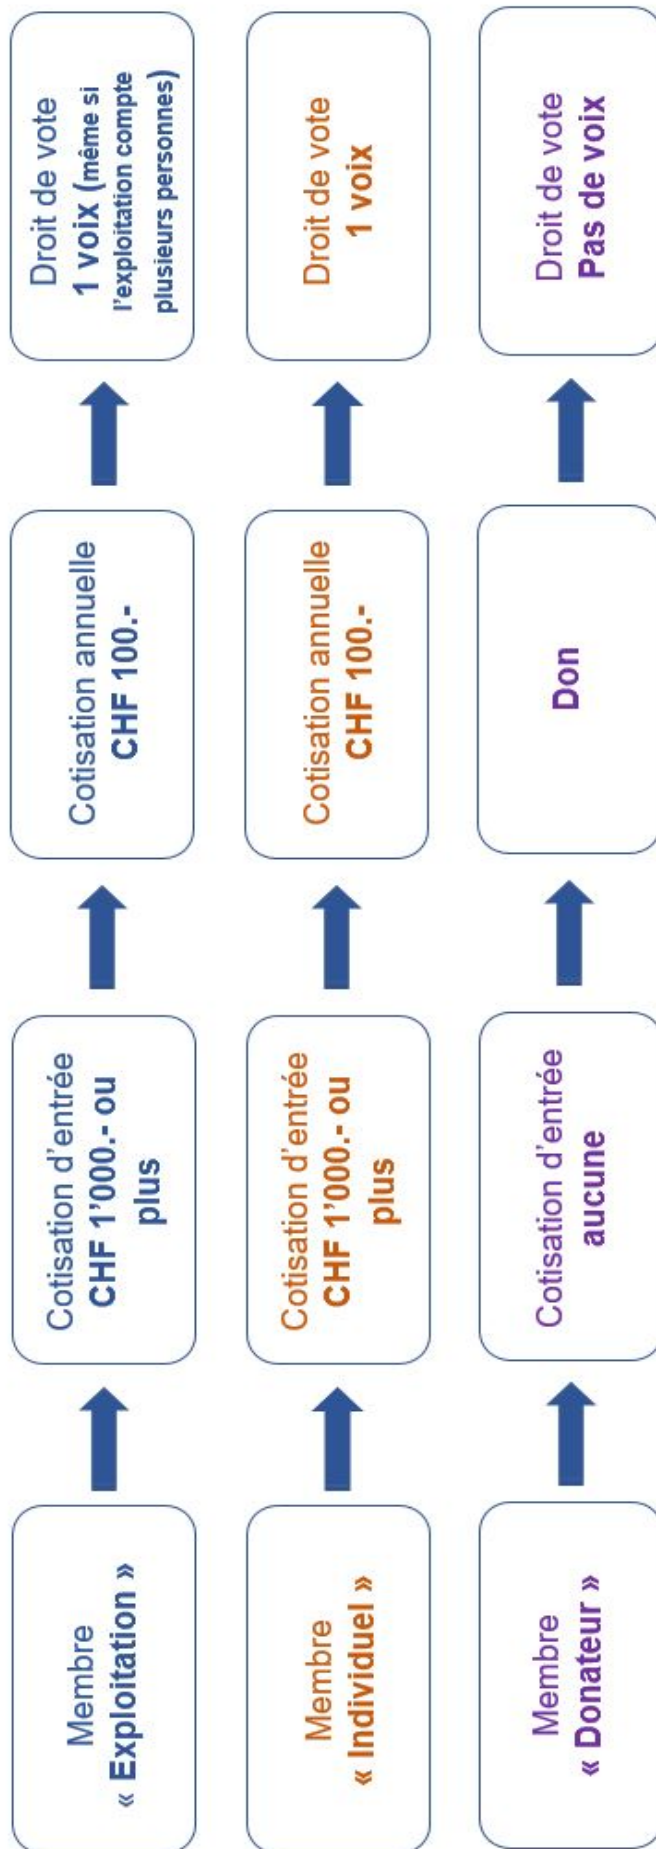 Membre
« Exploitation »
Cotisation d’entrée
CHF 1’000.- ou
plus
Cotisation annuelle
CHF 100.-
Droit de vote
1 voix (même si
l’exploitation compte
plusieurs personnes)
Membre
« Individuel »
Cotisation d’entrée
CHF 1’000.- ou
plus
Cotisation annuelle
CHF 100.-
Droit de vote
1 voix
Membre
« Donateur »
Cotisation d’entrée
aucune
Don
Droit de vote
Pas de voix